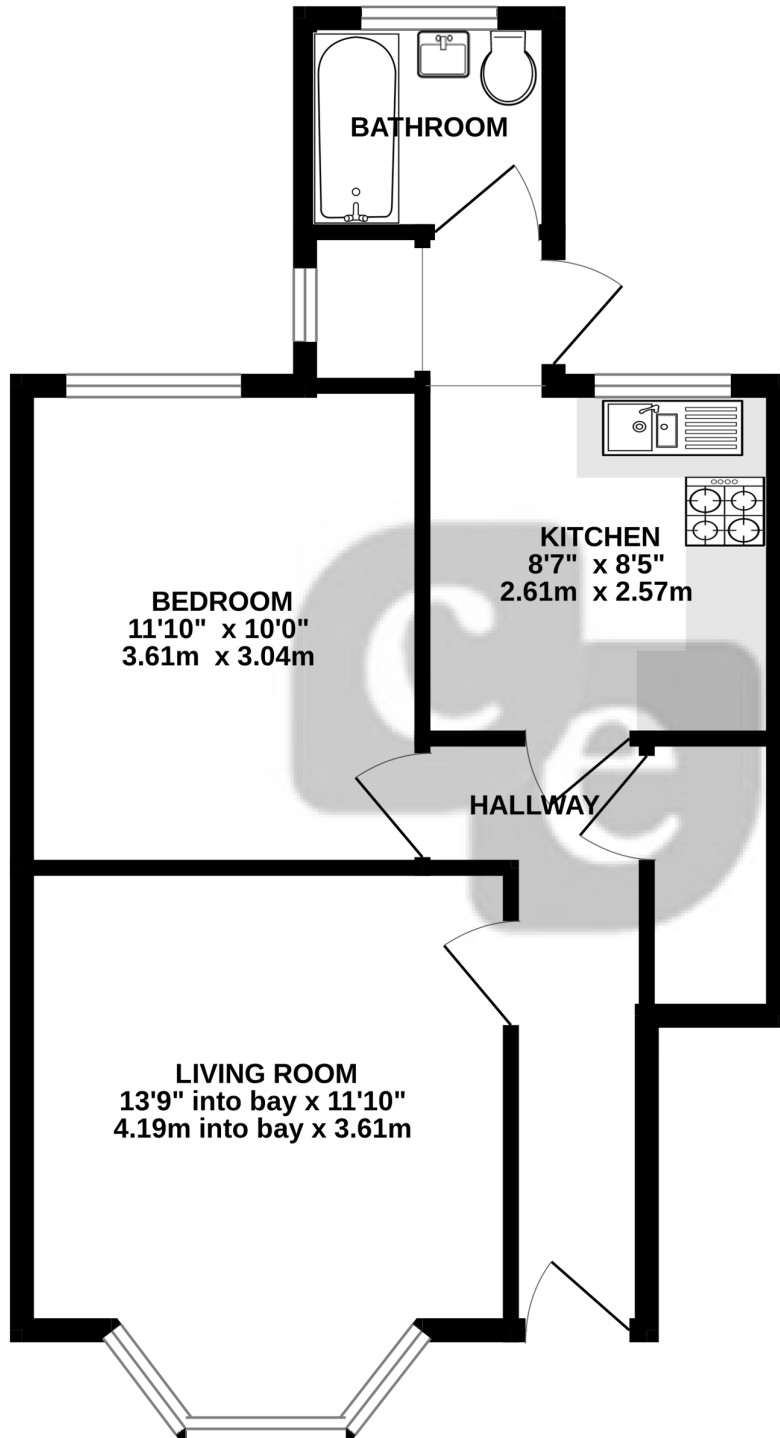 BATHROOM
KITCHEN
8'7" x 8'5"
2.61m x 2.57m
BEDROOM
11'10" x 10'0"
3.61m x 3.04m
HALLWAY
LIVING ROOM
13'9" into bay x 11'10"
4.19m into bay x 3.61m
c
e